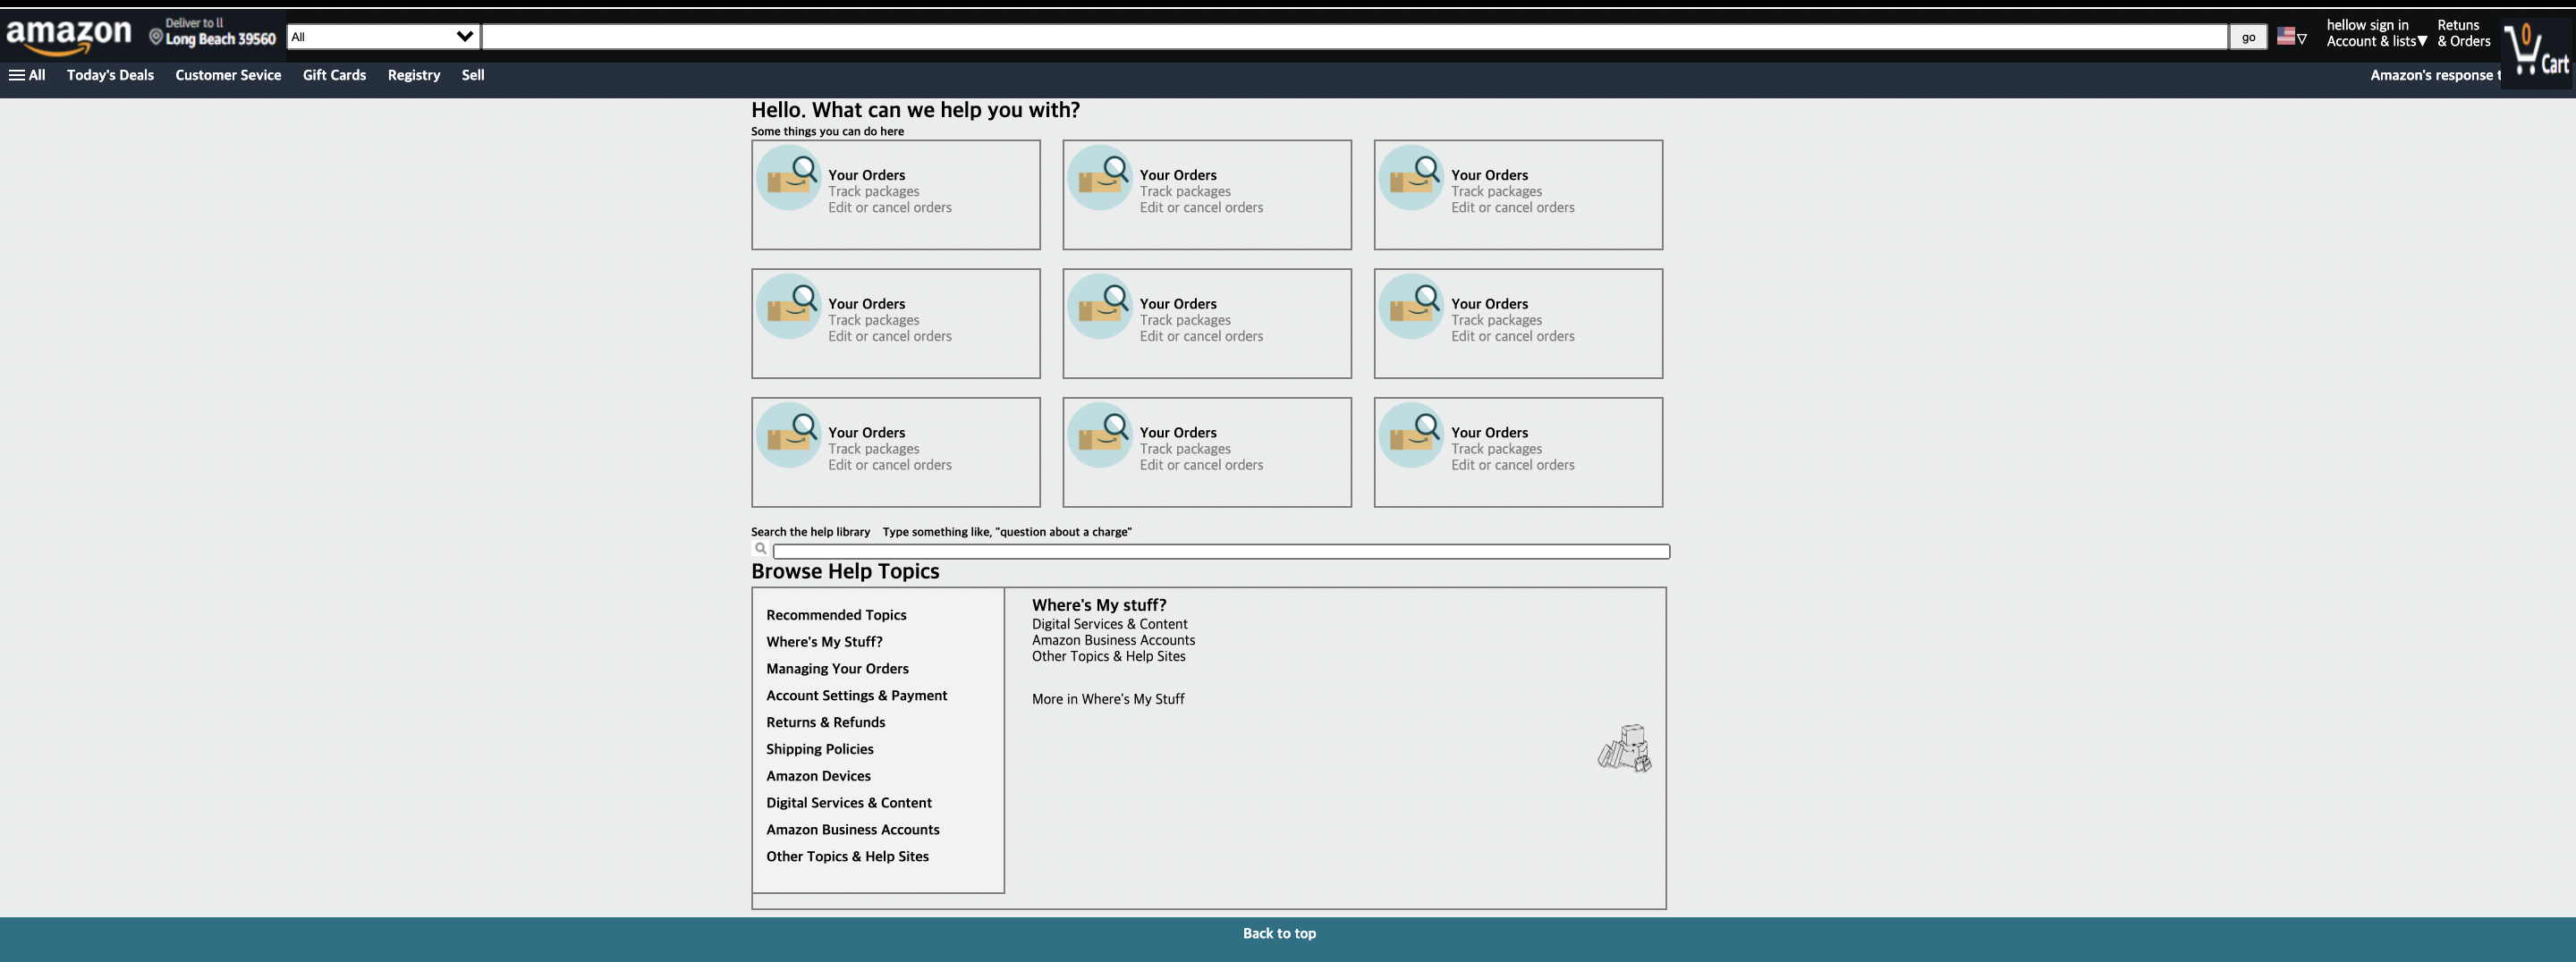 amazon
Deliver to ll
Long Beach 39560
All
go
hellow sign in
Account & lists▼
Retuns
& Orders
0
Cart
All
Today's Deals
Customer Sevice
Gift Cards
Registry
Sell
Amazon's response t
Hello. What can we help you with?
Some things you can do here
Your Orders
Track packages
Edit or cancel orders
Your Orders
Track packages
Edit or cancel orders
Your Orders
Track packages
Edit or cancel orders
Your Orders
Track packages
Edit or cancel orders
Your Orders
Track packages
Edit or cancel orders
Your Orders
Track packages
Edit or cancel orders
Your Orders
Track packages
Edit or cancel orders
Your Orders
Track packages
Edit or cancel orders
Your Orders
Track packages
Edit or cancel orders
Search the help library Type something like, "question about a charge"
Browse Help Topics
Recommended Topics
Where's My Stuff?
Managing Your Orders
Account Settings & Payment
Returns & Refunds
Shipping Policies
Amazon Devices
Digital Services & Content
Amazon Business Accounts
Other Topics & Help Sites
Where's My stuff?
Digital Services & Content
Amazon Business Accounts
Other Topics & Help Sites
More in Where's My Stuff
Back to top